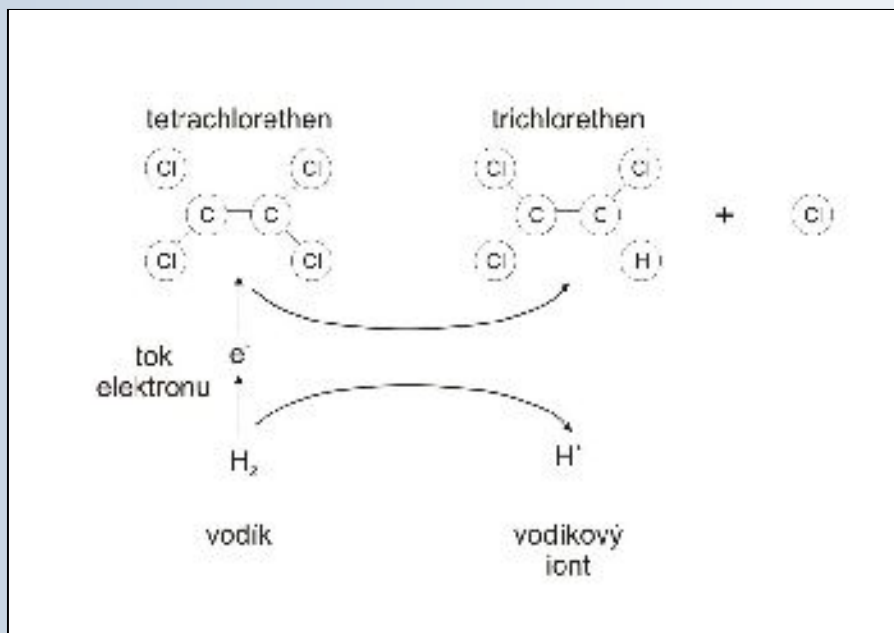 tetrachlorethen trichlorethen
Cl Cl Cl Cl
C C C C + Cl
Cl Cl Cl H
tok e⁻
elektronu
H₂ H⁺
vodík vodíkový
iont